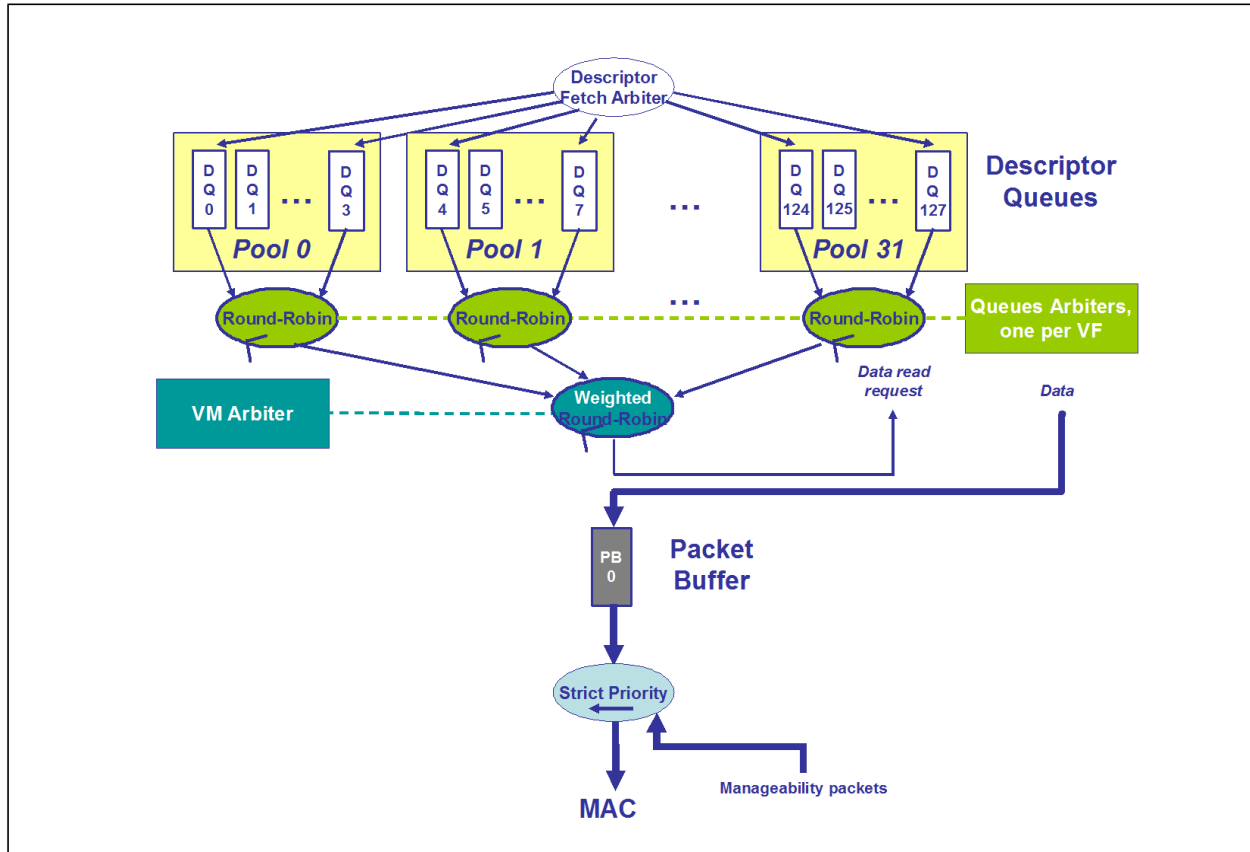 Descriptor
Fetch Arbiter
D Q 0
D Q 1
...
D Q 3
Pool 0
D Q 4
D Q 5
...
D Q 7
Pool 1
...
D Q 124
D Q 125
...
D Q 127
Pool 31
Descriptor
Queues
Round-Robin
Round-Robin
...
Round-Robin
Queues Arbiters,
one per VF
VM Arbiter
Weighted
Round-Robin
Data read
request
Data
PB
0
Packet
Buffer
Strict Priority
Manageability packets
MAC